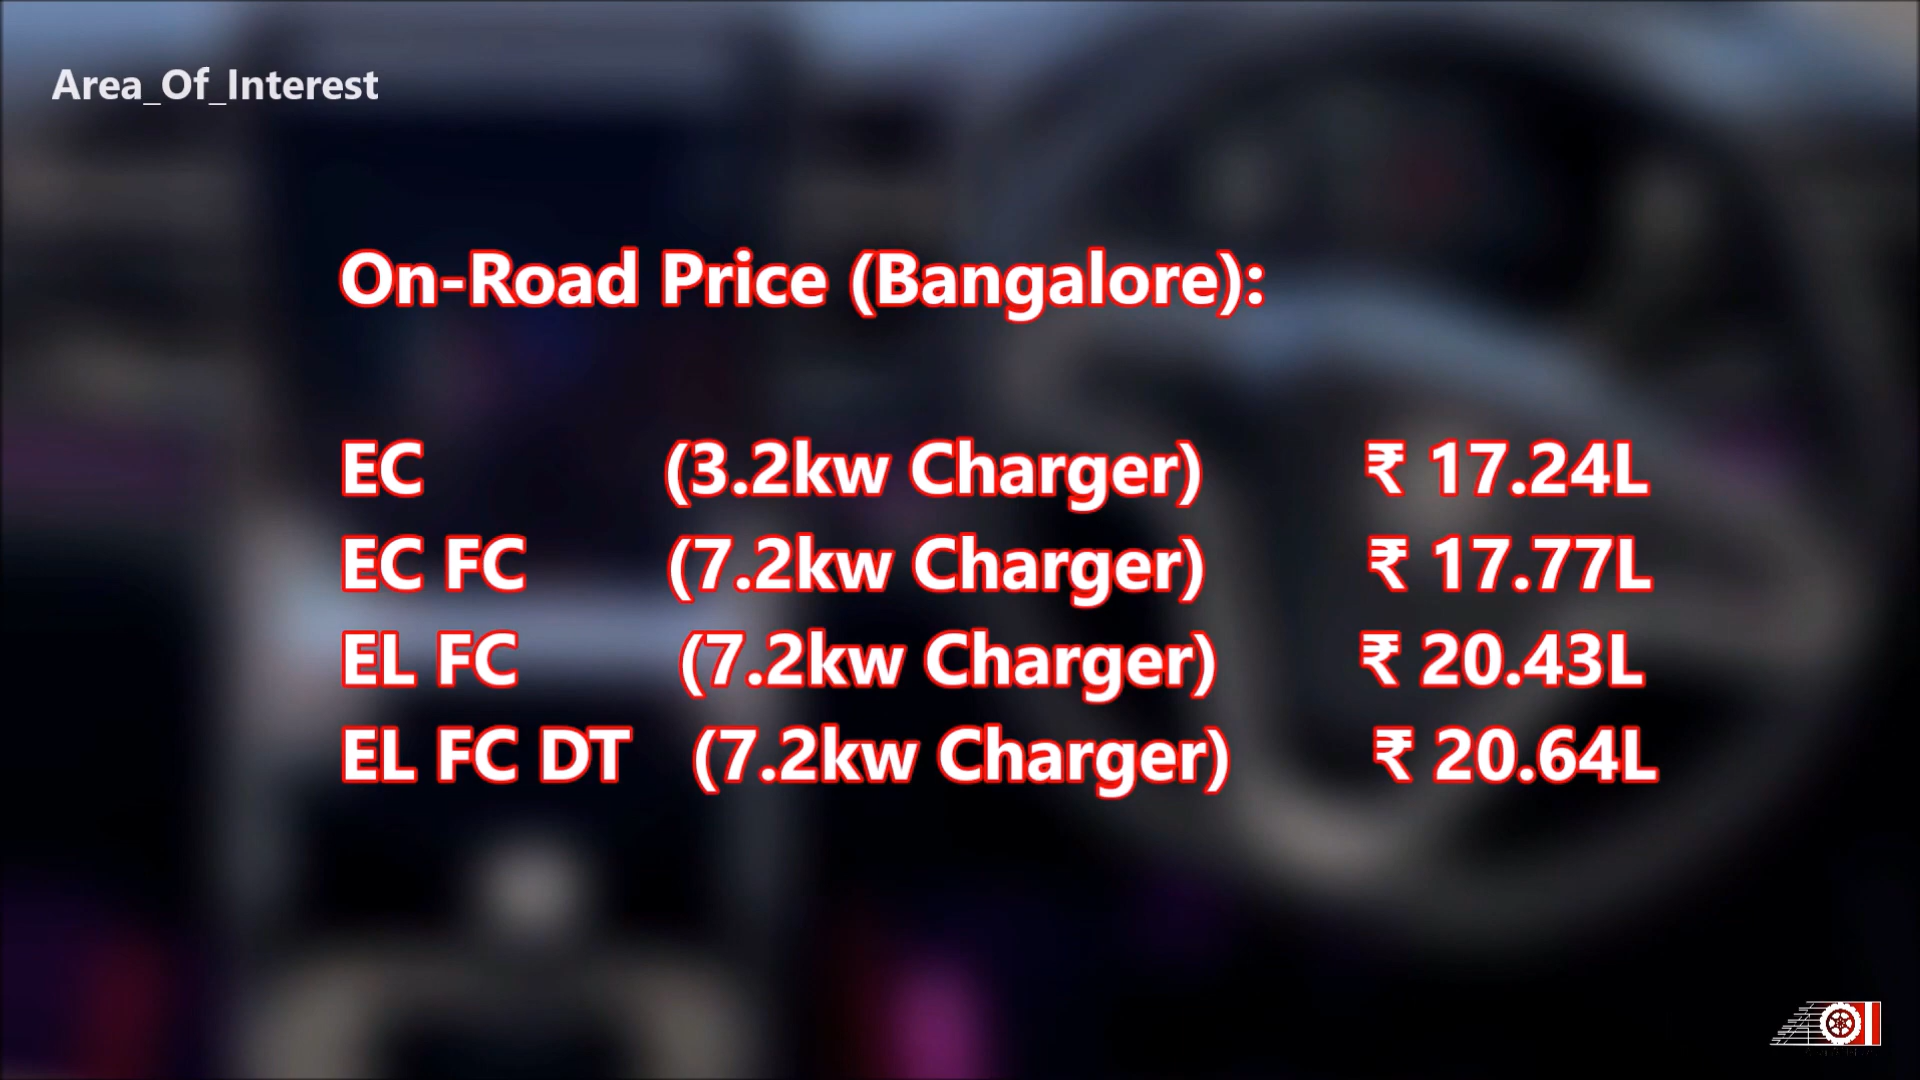 Area_Of_Interest
On-Road Price (Bangalore):
EC (3.2kw Charger) ₹ 17.24L
EC FC (7.2kw Charger) ₹ 17.77L
EL FC (7.2kw Charger) ₹ 20.43L
EL FC DT (7.2kw Charger) ₹ 20.64L